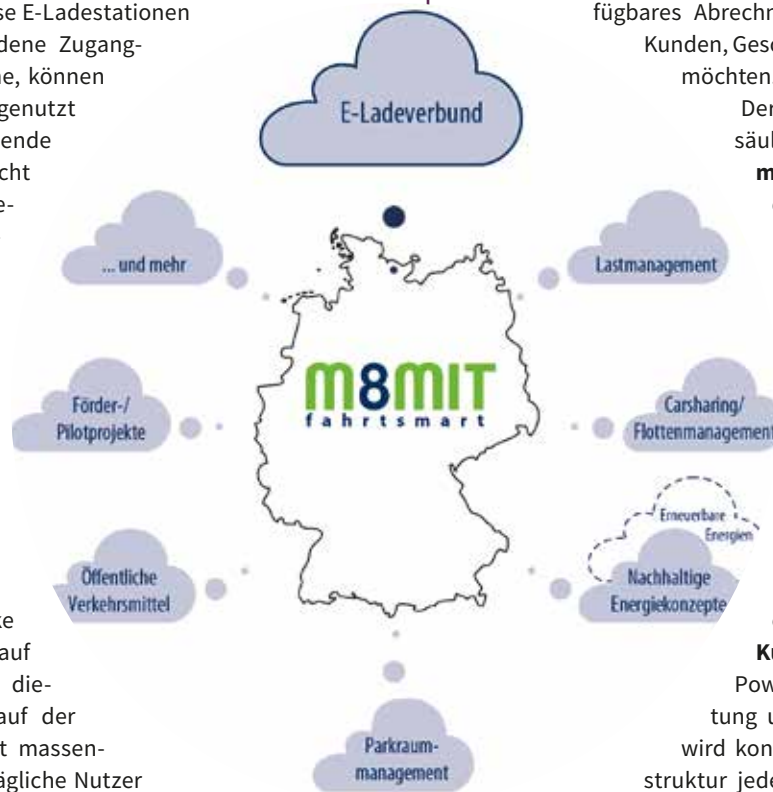 se E-Ladestationen
dene Zugang-
ne, können
genutzt
ende
cht
e-
fügbares Abrechn
Kunden, Gesc
möchten
Der
säul
m
E-Ladeverbund
... und mehr
Lastmanagement
m8MIT
fahrtsmart
Förder-/
Pilotprojekte
Carsharing/
Flottenmanagement
Erneuerbare
Energien
Öffentliche
Verkehrsmittel
Nachhaltige
Energiekonzepte
Parkraum-
management
ke
auf
die-
auf der
t massen-
ägliche Nutzer
Ku
Pow
tung u
wird kon
struktur jede